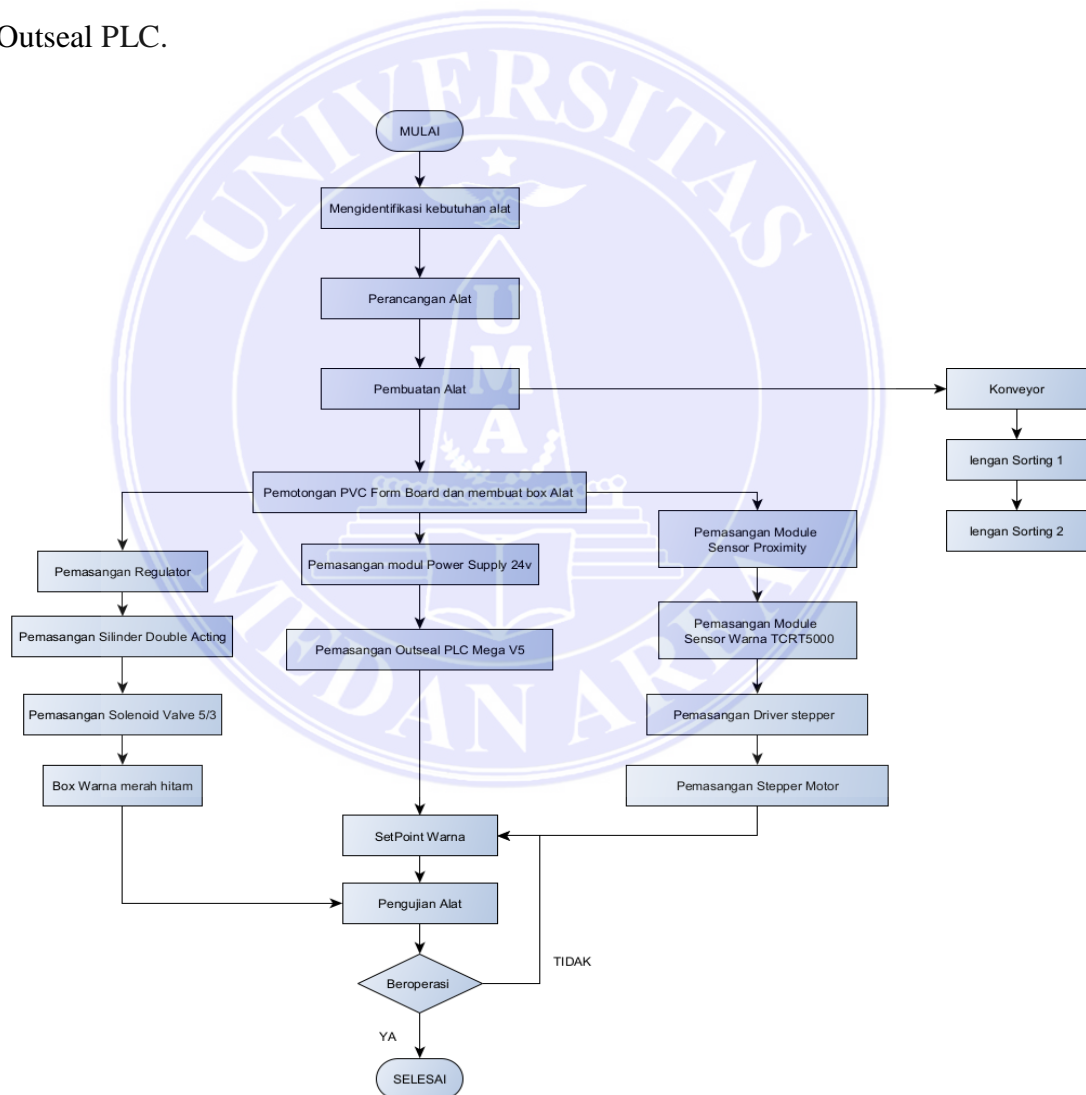 Outseal PLC.
UNIVERSITAS
MEDAN AREA
U
M
A
MULAI
Mengidentifikasi kebutuhan alat
Perancangan Alat
Pembuatan Alat
Konveyor
lengan Sorting 1
lengan Sorting 2
Pemotongan PVC Form Board dan membuat box Alat
Pemasangan Regulator
Pemasangan Silinder Double Acting
Pemasangan Solenoid Valve 5/3
Box Warna merah hitam
Pemasangan modul Power Supply 24v
Pemasangan Outseal PLC Mega V5
Pemasangan Module
Sensor Proximity
Pemasangan Module
Sensor Warna TCRT5000
Pemasangan Driver stepper
Pemasangan Stepper Motor
SetPoint Warna
Pengujian Alat
Beroperasi
TIDAK
YA
SELESAI